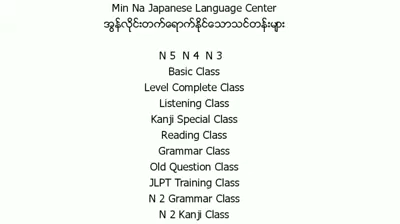 Min Na Japanese Language Center
အွန်လိုင်းတက်ရောက်နိုင်သောသင်တန်းများ
N 5 N 4 N 3
Basic Class
Level Complete Class
Listening Class
Kanji Special Class
Reading Class
Grammar Class
Old Question Class
JLPT Training Class
N 2 Grammar Class
N 2 Kanji Class